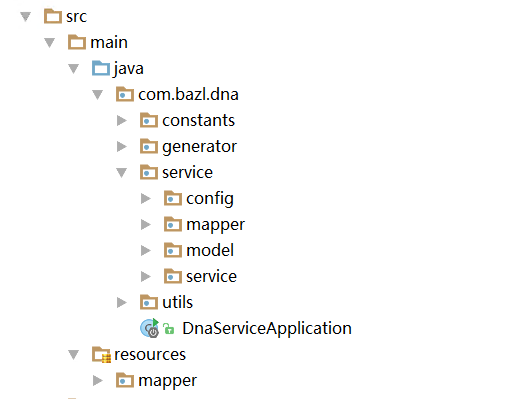 src
main
java
com.bazl.dna
constants
generator
service
config
mapper
model
service
utils
DnaServiceApplication
resources
mapper